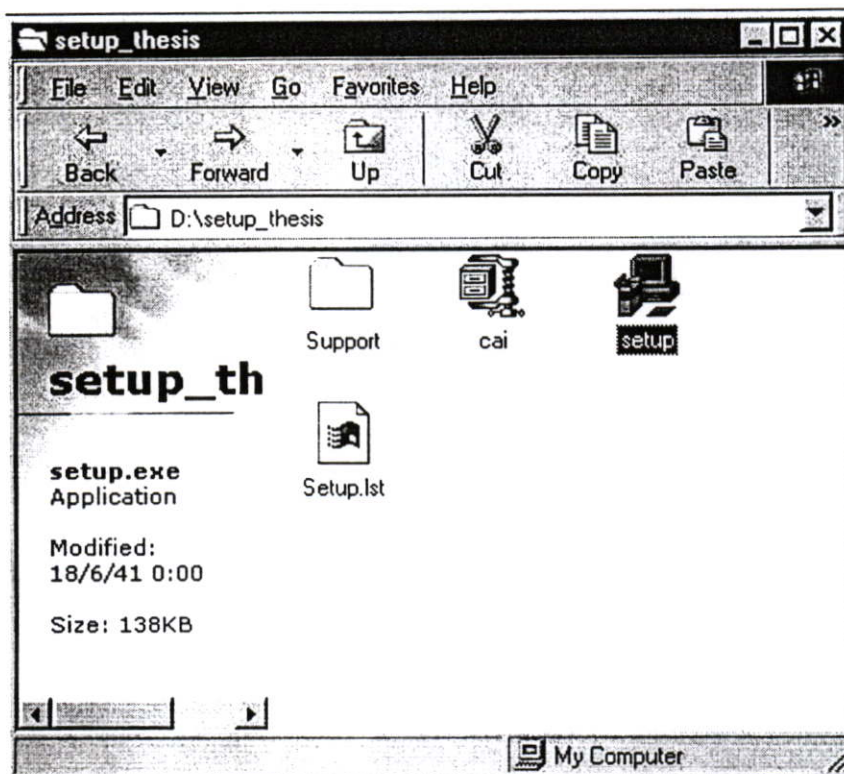 setup_thesis
File Edit View Go Favorites Help
Back Forward Up Cut Copy Paste »
Address D:\setup_thesis
Support cai setup
setup_th
Setup.lst
setup.exe
Application
Modified:
18/6/41 0:00
Size: 138KB
My Computer